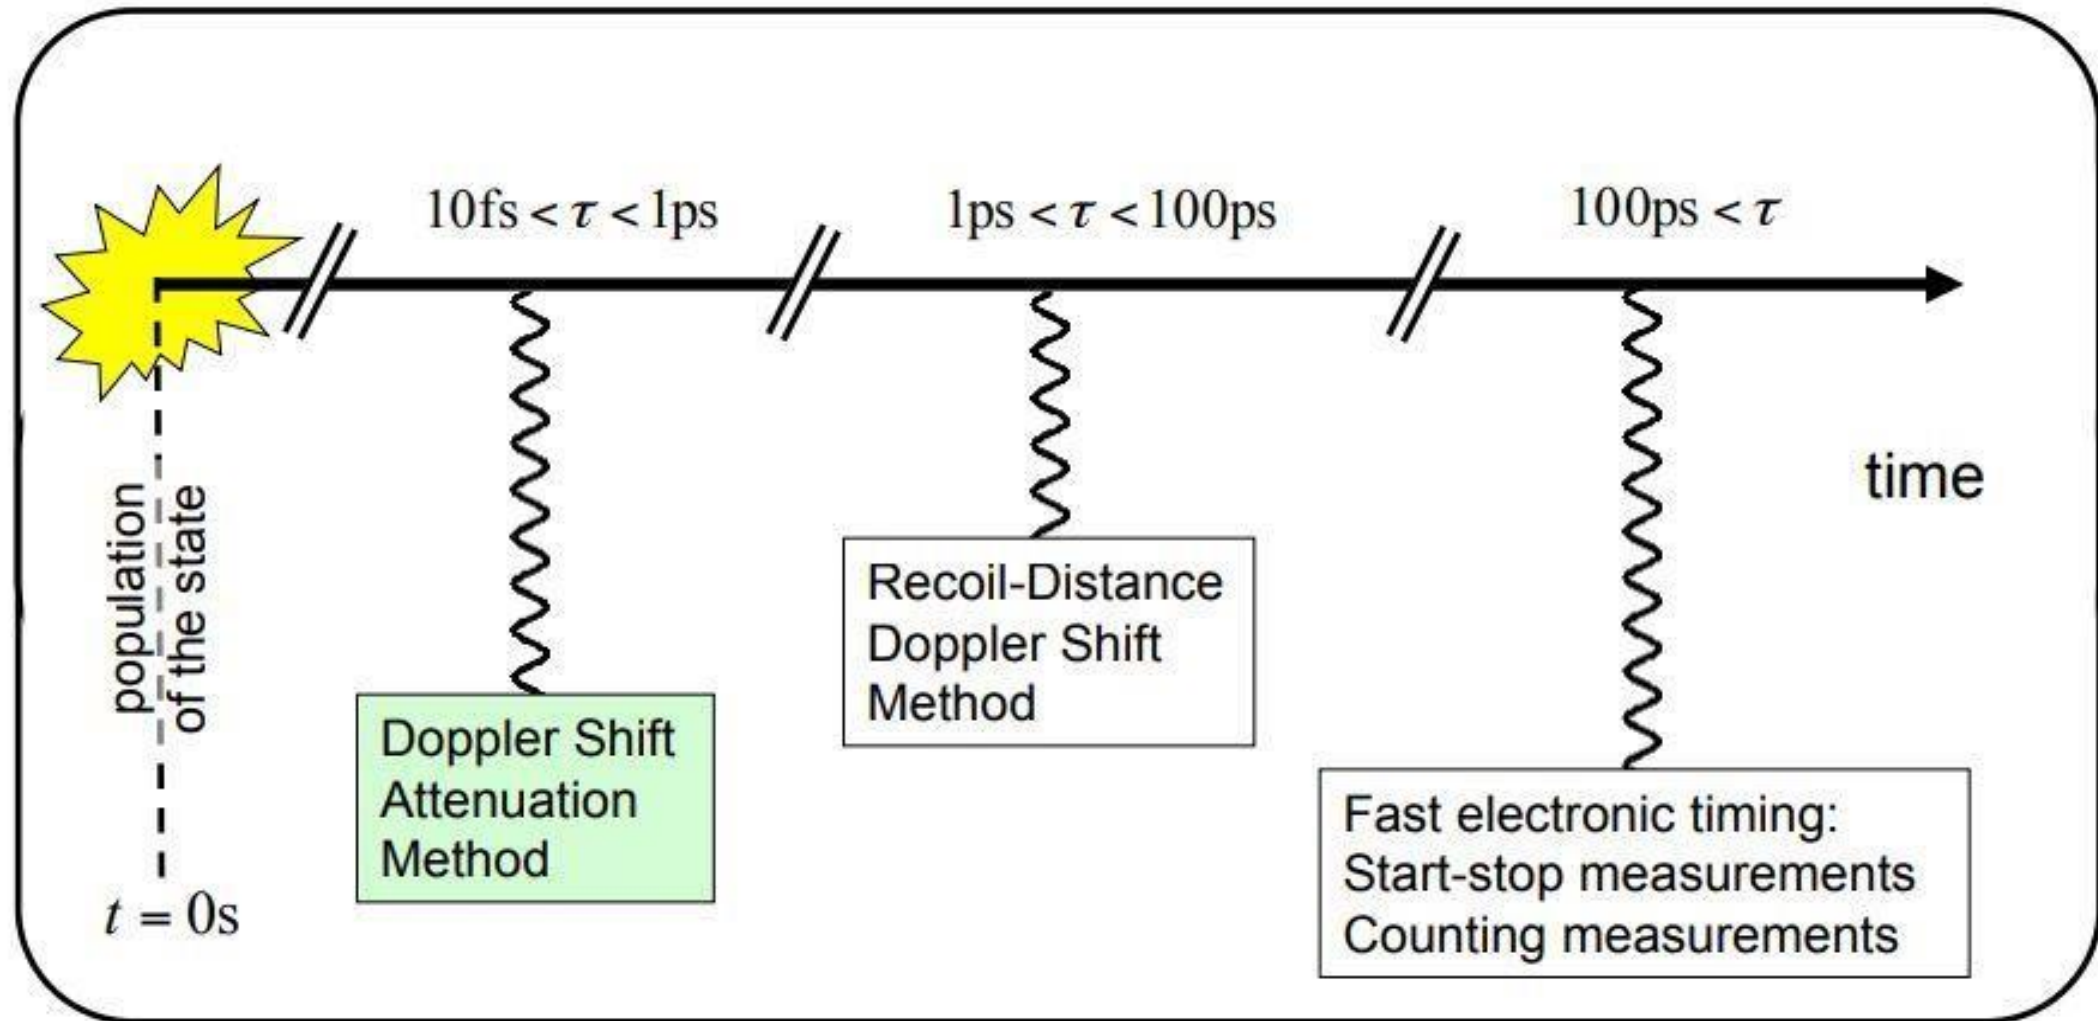 10fs < τ < 1ps
1ps < τ < 100ps
100ps < τ
time
population
of the state
t = 0s
Doppler Shift
Attenuation
Method
Recoil-Distance
Doppler Shift
Method
Fast electronic timing:
Start-stop measurements
Counting measurements